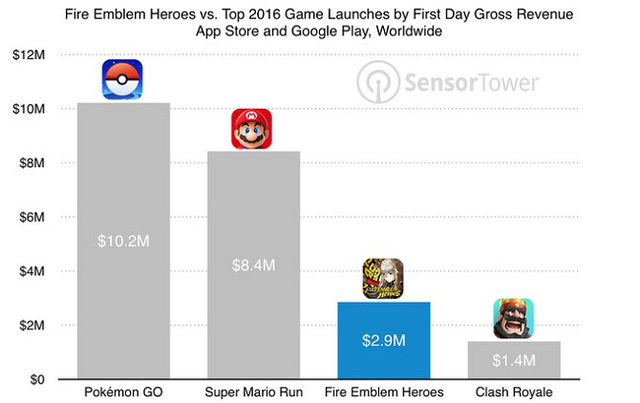 Fire Emblem Heroes vs. Top 2016 Game Launches by First Day Gross Revenue
App Store and Google Play, Worldwide
$12M
SensorTower
$10M
$8M
$6M
$4M
$2M
$0
$10.2M
$8.4M
$2.9M
$1.4M
Pokémon GO
Super Mario Run
Fire Emblem Heroes
Clash Royale